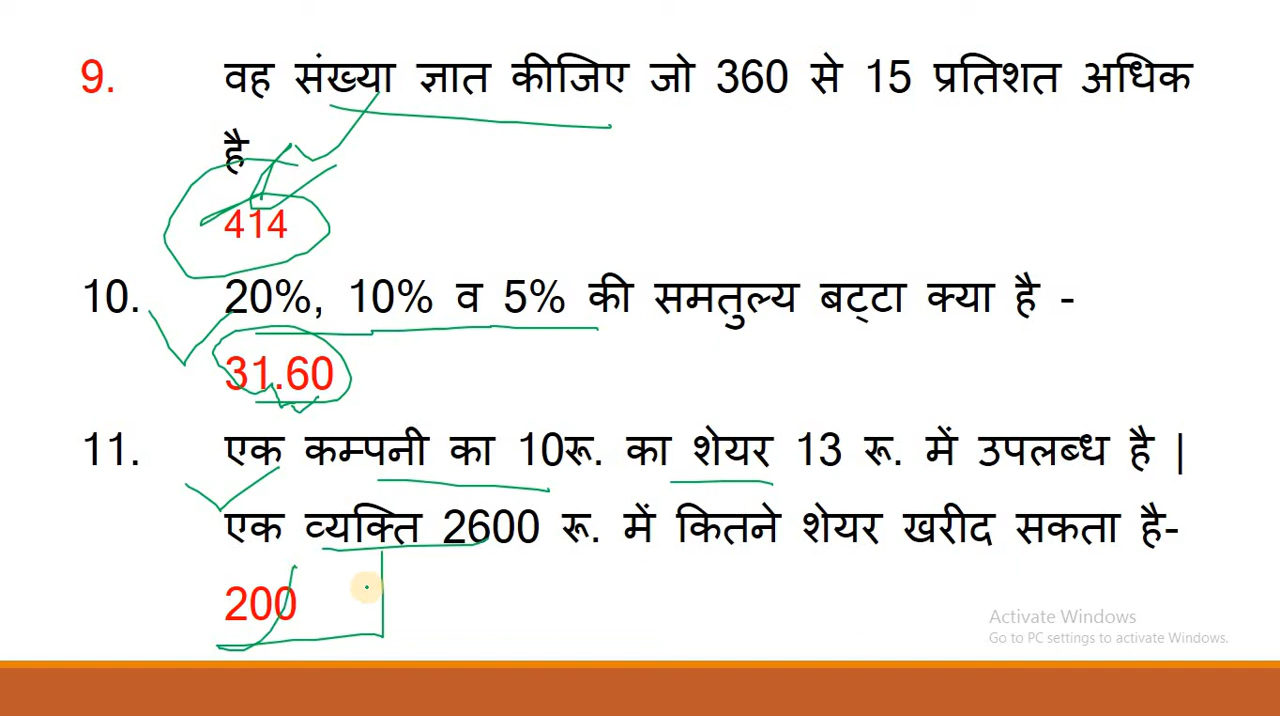 9. वह संख्या ज्ञात कीजिए जो 360 से 15 प्रतिशत अधिक
है
414
10. 20%, 10% व 5% की समतुल्य बट्टा क्या है -
31.60
11. एक कम्पनी का 10रू. का शेयर 13 रू. में उपलब्ध है |
एक व्यक्ति 2600 रू. में कितने शेयर खरीद सकता है-
200
Activate Windows
Go to PC settings to activate Windows.